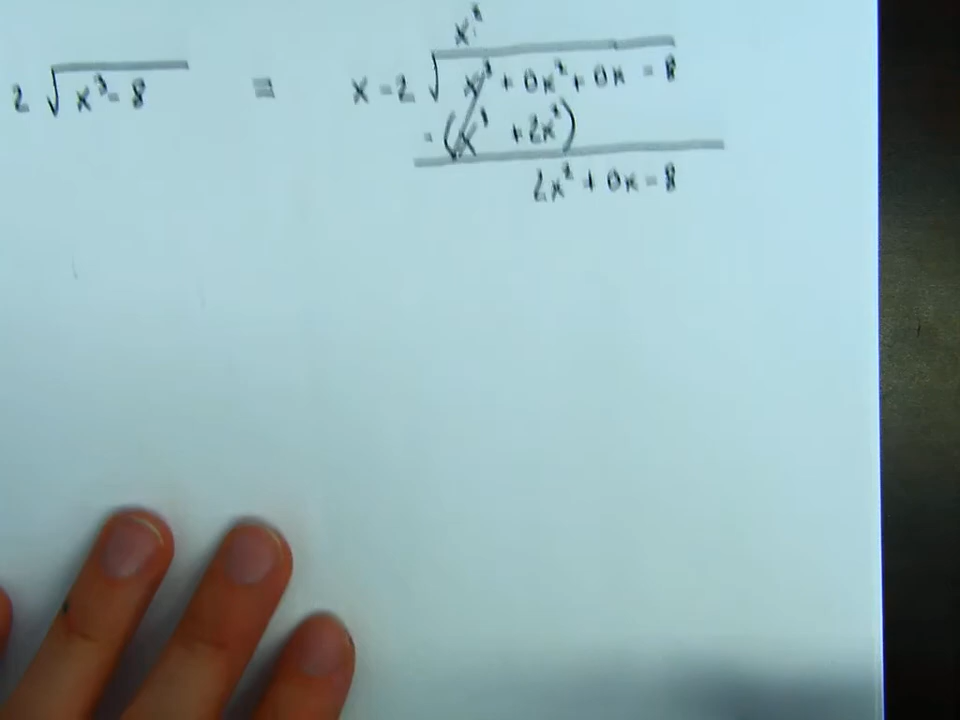 x²
2 √x³-8 = x-2 √x³+0x²+0x-8
-(x³ +2x²)
2x²+0x-8